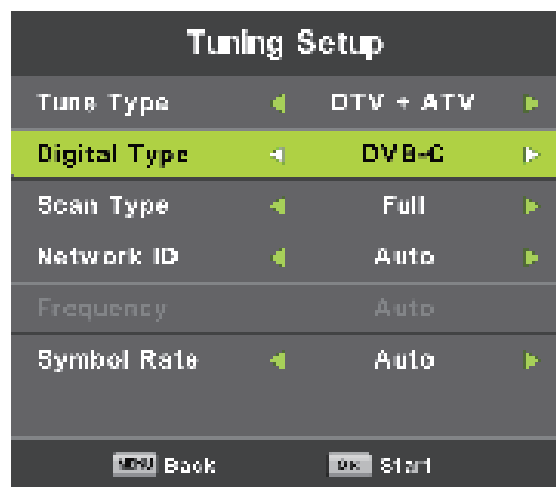 Tuning Setup
Tune Type DTV + ATV
Digital Type DVB-C
Scan Type Full
Network ID Auto
Frequency Auto
Symbol Rate Auto
MENU Back OK Start